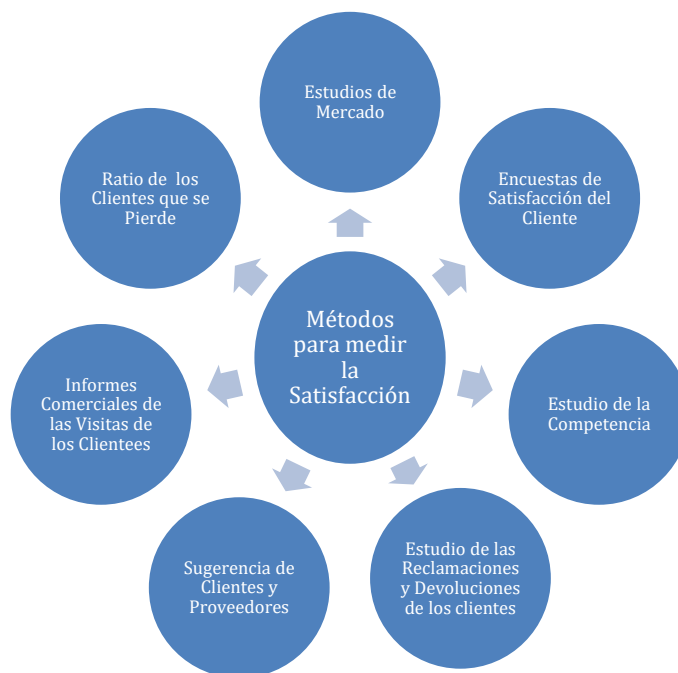 Estudios de
Mercado
Encuestas de
Satisfacción del
Cliente
Estudio de la
Competencia
Estudio de las
Reclamaciones
y Devoluciones
de los clientes
Sugerencia de
Clientes y
Proveedores
Informes
Comerciales de
las Visitas de
los Clientees
Ratio de los
Clientes que se
Pierde
Métodos
para medir
la
Satisfacción